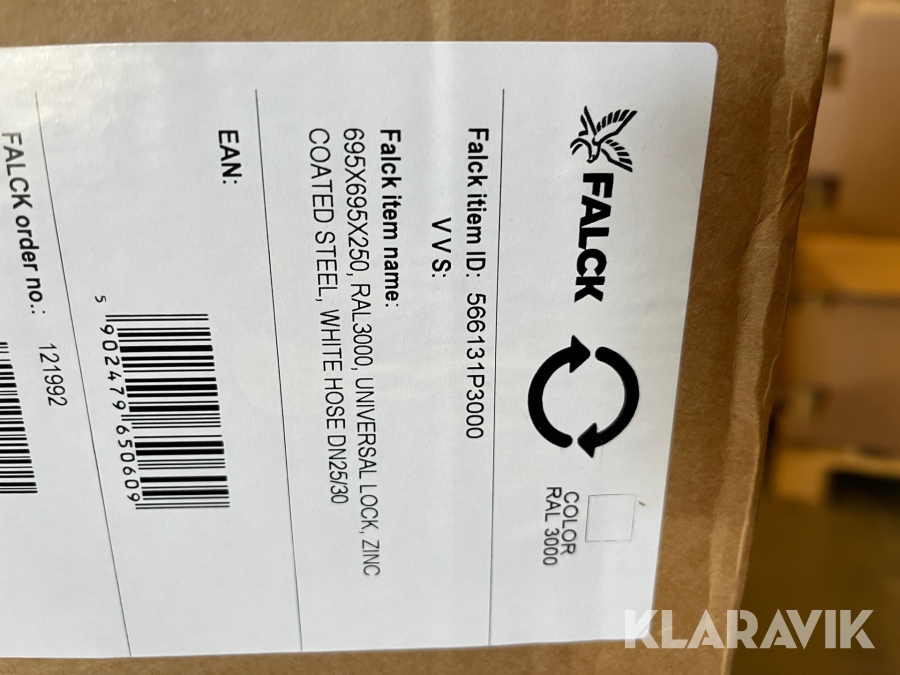 FALCK
COLOR
RAL 3000
Falck itiem ID: 566131P3000
VVS:
Falck item name:
695X695X250, RAL3000, UNIVERSAL LOCK, ZINC
COATED STEEL, WHITE HOSE DN25/30
EAN:
5 902479 650609
FALCK order no.: 121992
KLARAVIK